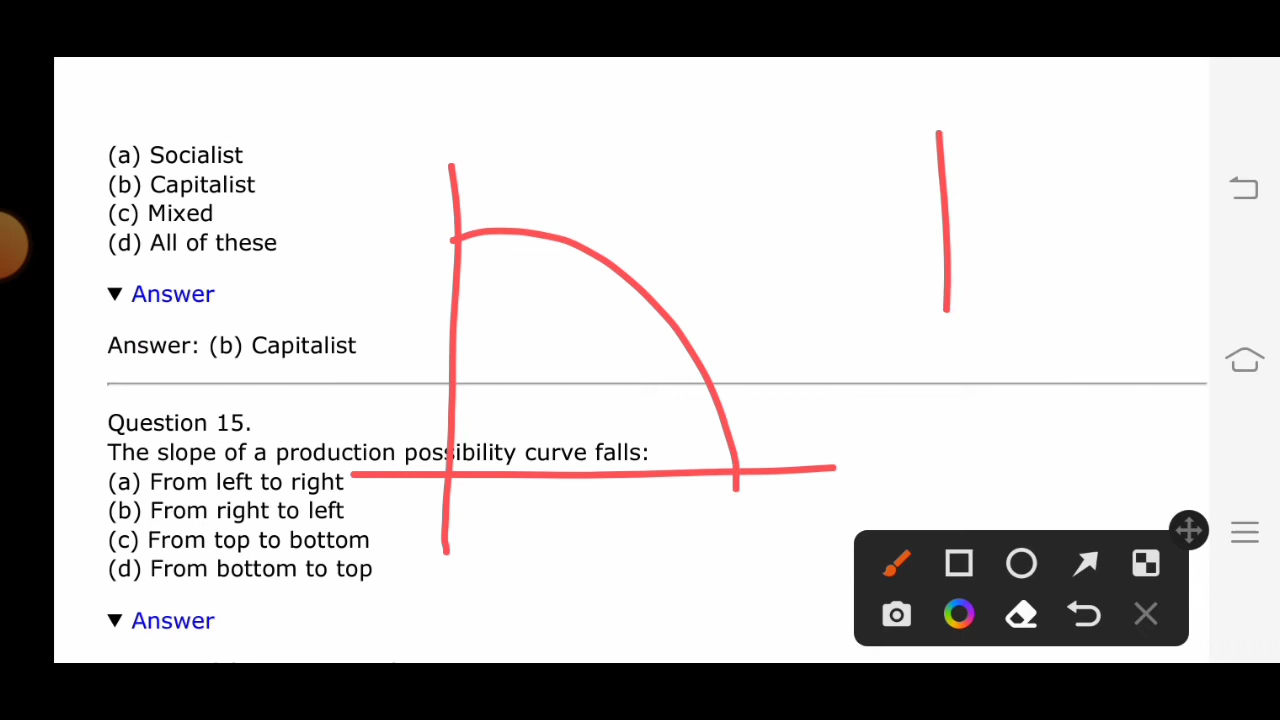 (a) Socialist
(b) Capitalist
(c) Mixed
(d) All of these
▼ Answer
Answer: (b) Capitalist
Question 15.
The slope of a production possibility curve falls:
(a) From left to right
(b) From right to left
(c) From top to bottom
(d) From bottom to top
▼ Answer